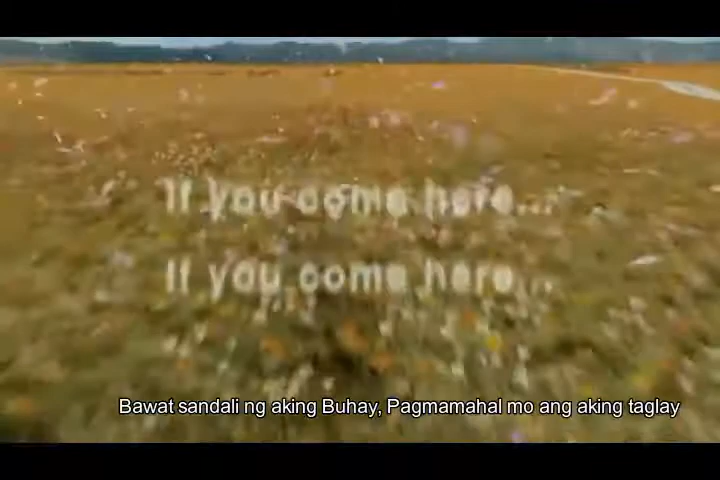 If you come here...
If you come here...
Bawat sandali ng aking Buhay, Pagmamahal mo ang aking taglay